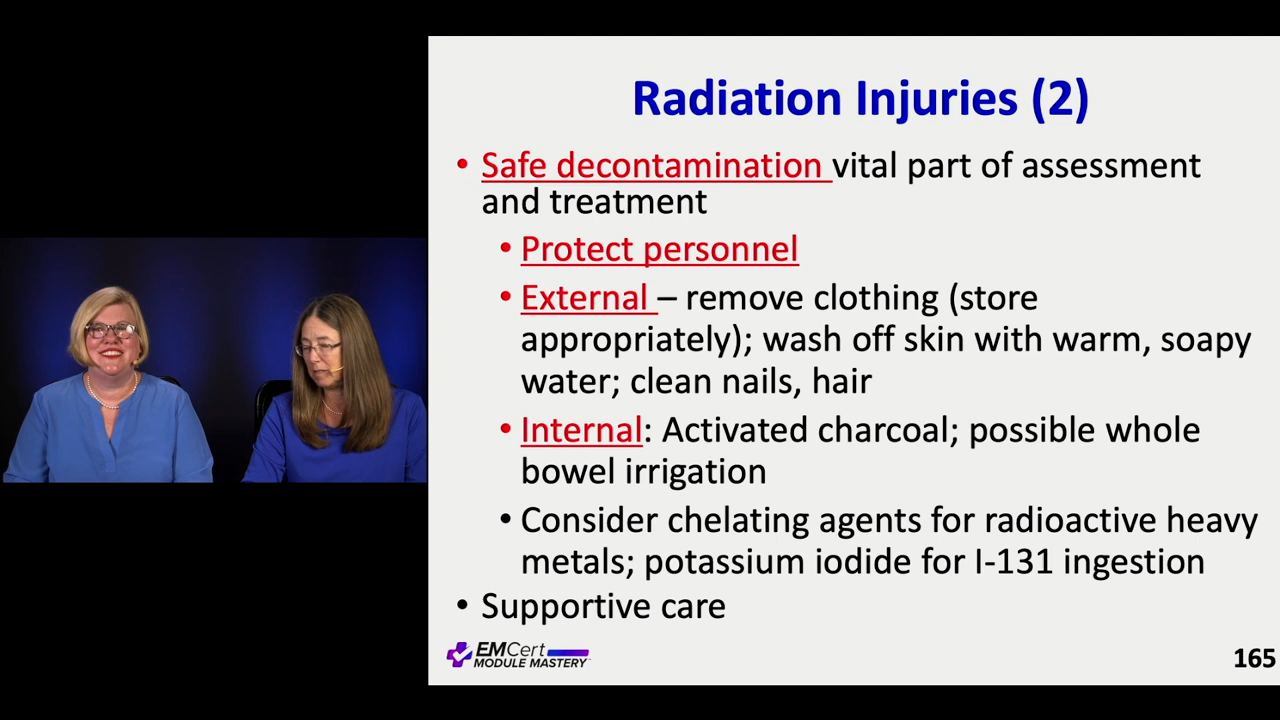 Radiation Injuries (2)
• Safe decontamination vital part of assessment
and treatment
• Protect personnel
• External – remove clothing (store
appropriately); wash off skin with warm, soapy
water; clean nails, hair
• Internal: Activated charcoal; possible whole
bowel irrigation
• Consider chelating agents for radioactive heavy
metals; potassium iodide for I-131 ingestion
• Supportive care
EMCert
MODULE MASTERY
165